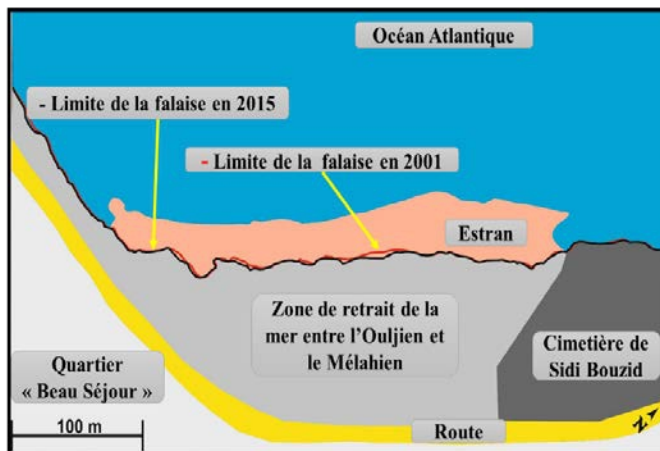 Océan Atlantique
- Limite de la falaise en 2015
- Limite de la falaise en 2001
Estran
Zone de retrait de la
mer entre l'Ouljien et
le Mélahien
Cimetière de
Sidi Bouzid
Quartier
« Beau Séjour »
100 m
Route
N